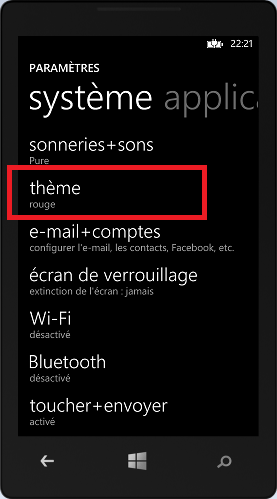 22:21
PARAMÈTRES
système applica
sonneries+sons
Pure
thème
rouge
e-mail+comptes
configurer l'e-mail, les contacts, Facebook, etc.
écran de verrouillage
extinction de l'écran : jamais
Wi-Fi
désactivé
Bluetooth
désactivé
toucher+envoyer
activé